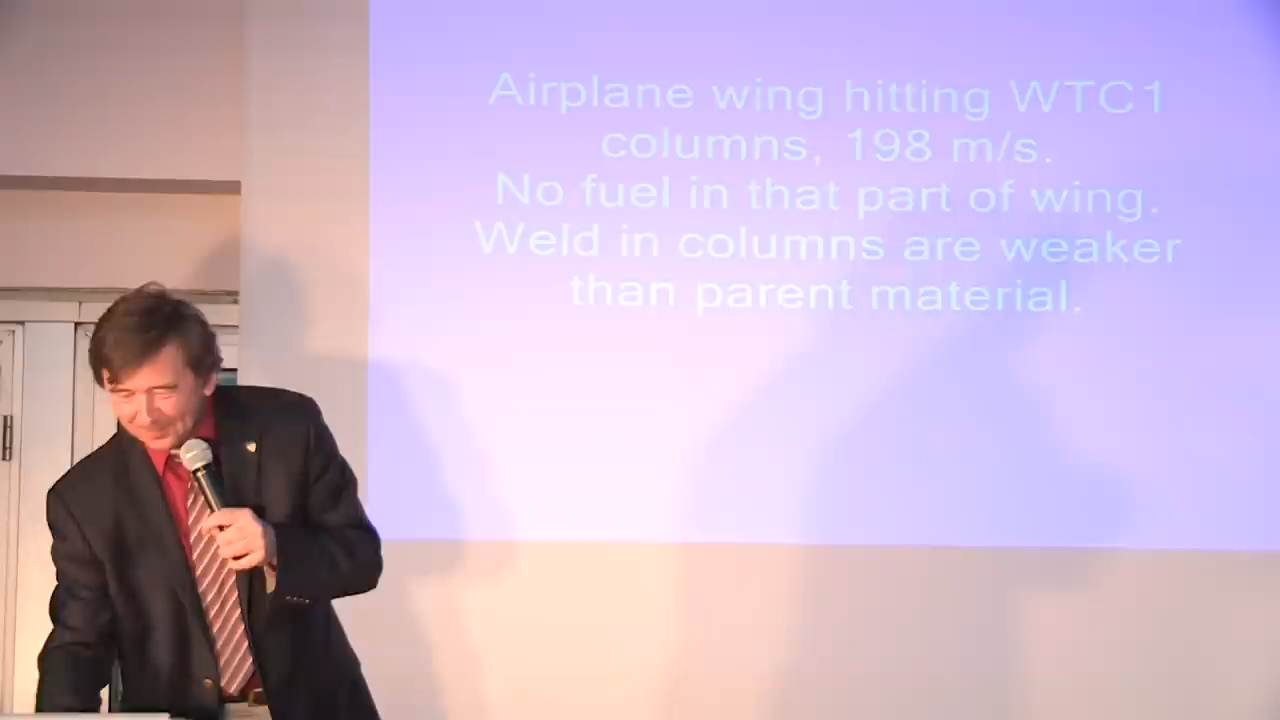 Airplane wing hitting WTC1
columns, 198 m/s.
No fuel in that part of wing.
Weld in columns are weaker
than parent material.